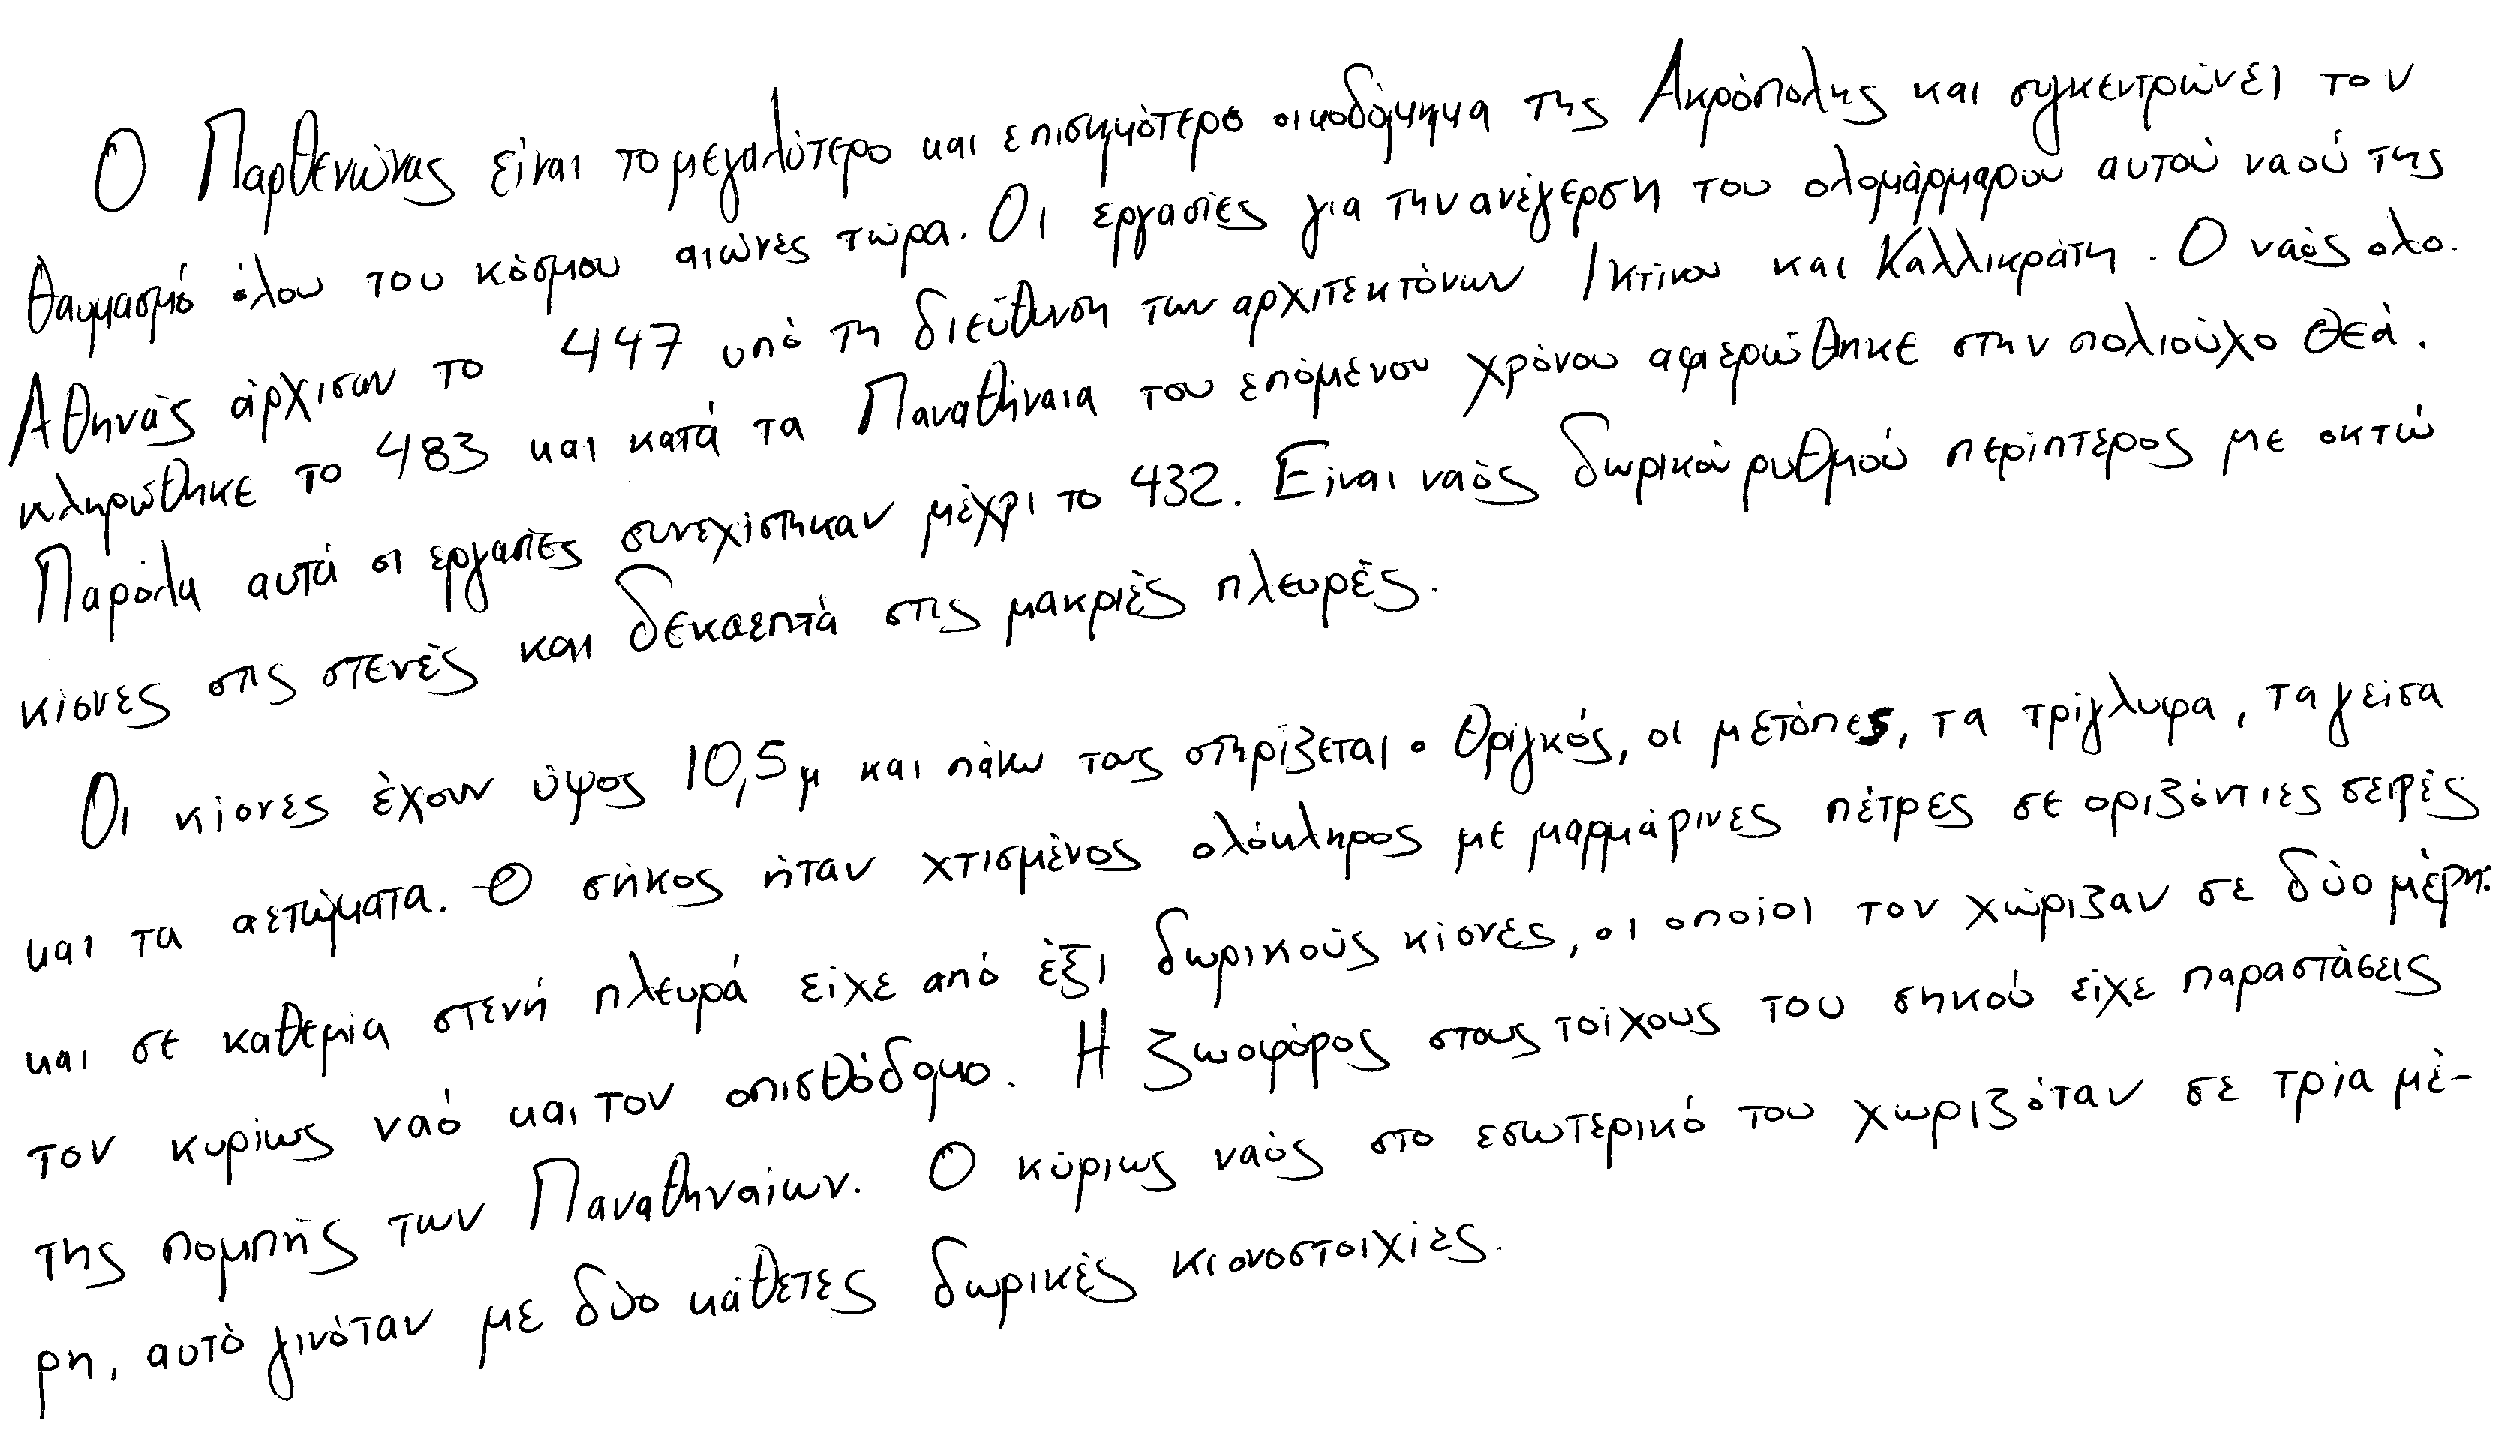 Ο Παρθενώνας είναι το μεγαλύτερο και επισημότερο οικοδόμημα της Ακρόπολης και συγκεντρώνει τον
θαυμασμό όλου του κόσμου αιώνες τώρα. Οι εργασίες για την ανέγερση του ολομάρμαρου αυτού ναού της
Αθηνάς άρχισαν το 447 υπό τη διεύθυνση των αρχιτεκτόνων Ικτίνου και Καλλικράτη. Ο ναός ολο-
κληρώθηκε το 483 και κατά τα Παναθήναια του επόμενου χρόνου αφιερώθηκε στην πολιούχο θεά.
Παρόλα αυτά οι εργασίες συνεχίστηκαν μέχρι το 432. Είναι ναός δωρικού ρυθμού περίπτερος με οκτώ
κίονες στις στενές και δεκαεπτά στις μακριές πλευρές.
Οι κίονες έχουν ύψος 10,5μ και πάνω τους στηρίζεται ο θριγκός, οι μετόπες, τα τρίγλυφα, τα γείσα
και τα αετώματα. Ο σήκος ήταν χτισμένος ολόκληρος με μαρμάρινες πέτρες σε οριζόντιες σειρές
και σε καθεμία στενή πλευρά είχε από έξι δωρικούς κίονες, οι οποίοι τον χώριζαν σε δύο μέρη:
τον κυρίως ναό και τον οπισθόδομο. Η ζωοφόρος στους τοίχους του σηκού είχε παραστάσεις
της πομπής των Παναθηναίων. Ο κύριως ναός στο εσωτερικό του χωριζόταν σε τρία μέ-
ρη, αυτό γινόταν με δύο κάθετες δωρικές κιονοστοιχίες.